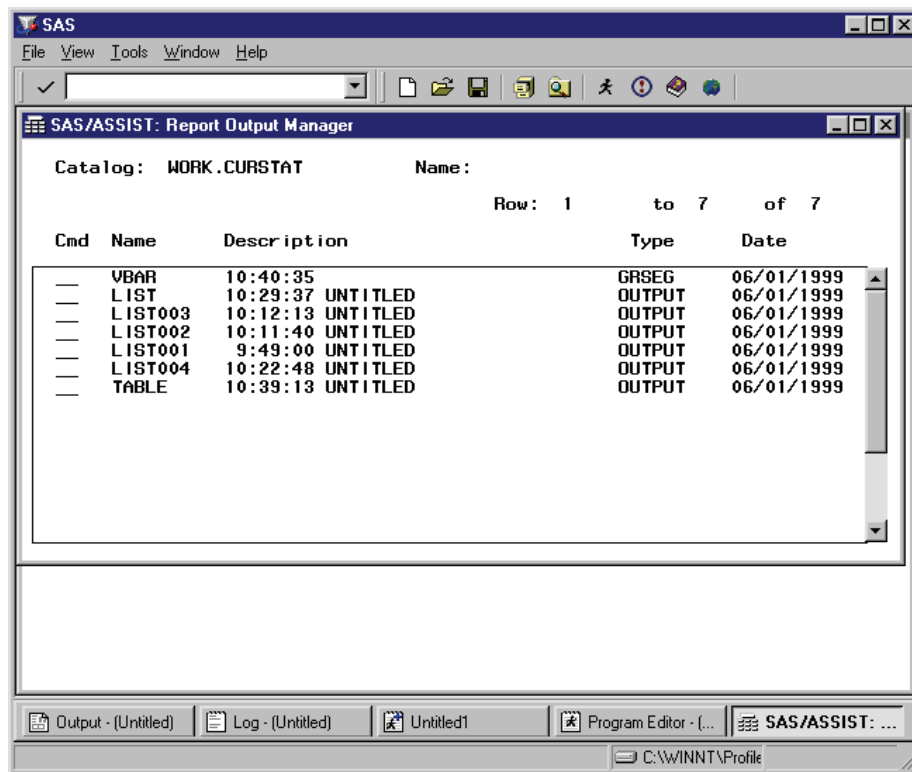 SAS
File View Tools Window Help
SAS/ASSIST: Report Output Manager
Catalog: WORK.CURSTAT Name:
Row: 1 to 7 of 7
Cmd Name Description Type Date
VBAR 10:40:35 GRSEG 06/01/1999
LIST 10:29:37 UNTITLED OUTPUT 06/01/1999
LIST003 10:12:13 UNTITLED OUTPUT 06/01/1999
LIST002 10:11:40 UNTITLED OUTPUT 06/01/1999
LIST001 9:49:00 UNTITLED OUTPUT 06/01/1999
LIST004 10:22:48 UNTITLED OUTPUT 06/01/1999
TABLE 10:39:13 UNTITLED OUTPUT 06/01/1999
Output - (Untitled) Log - (Untitled) Untitled1 Program Editor - (... SAS/ASSIST: ...
C:\WINNT\Profile